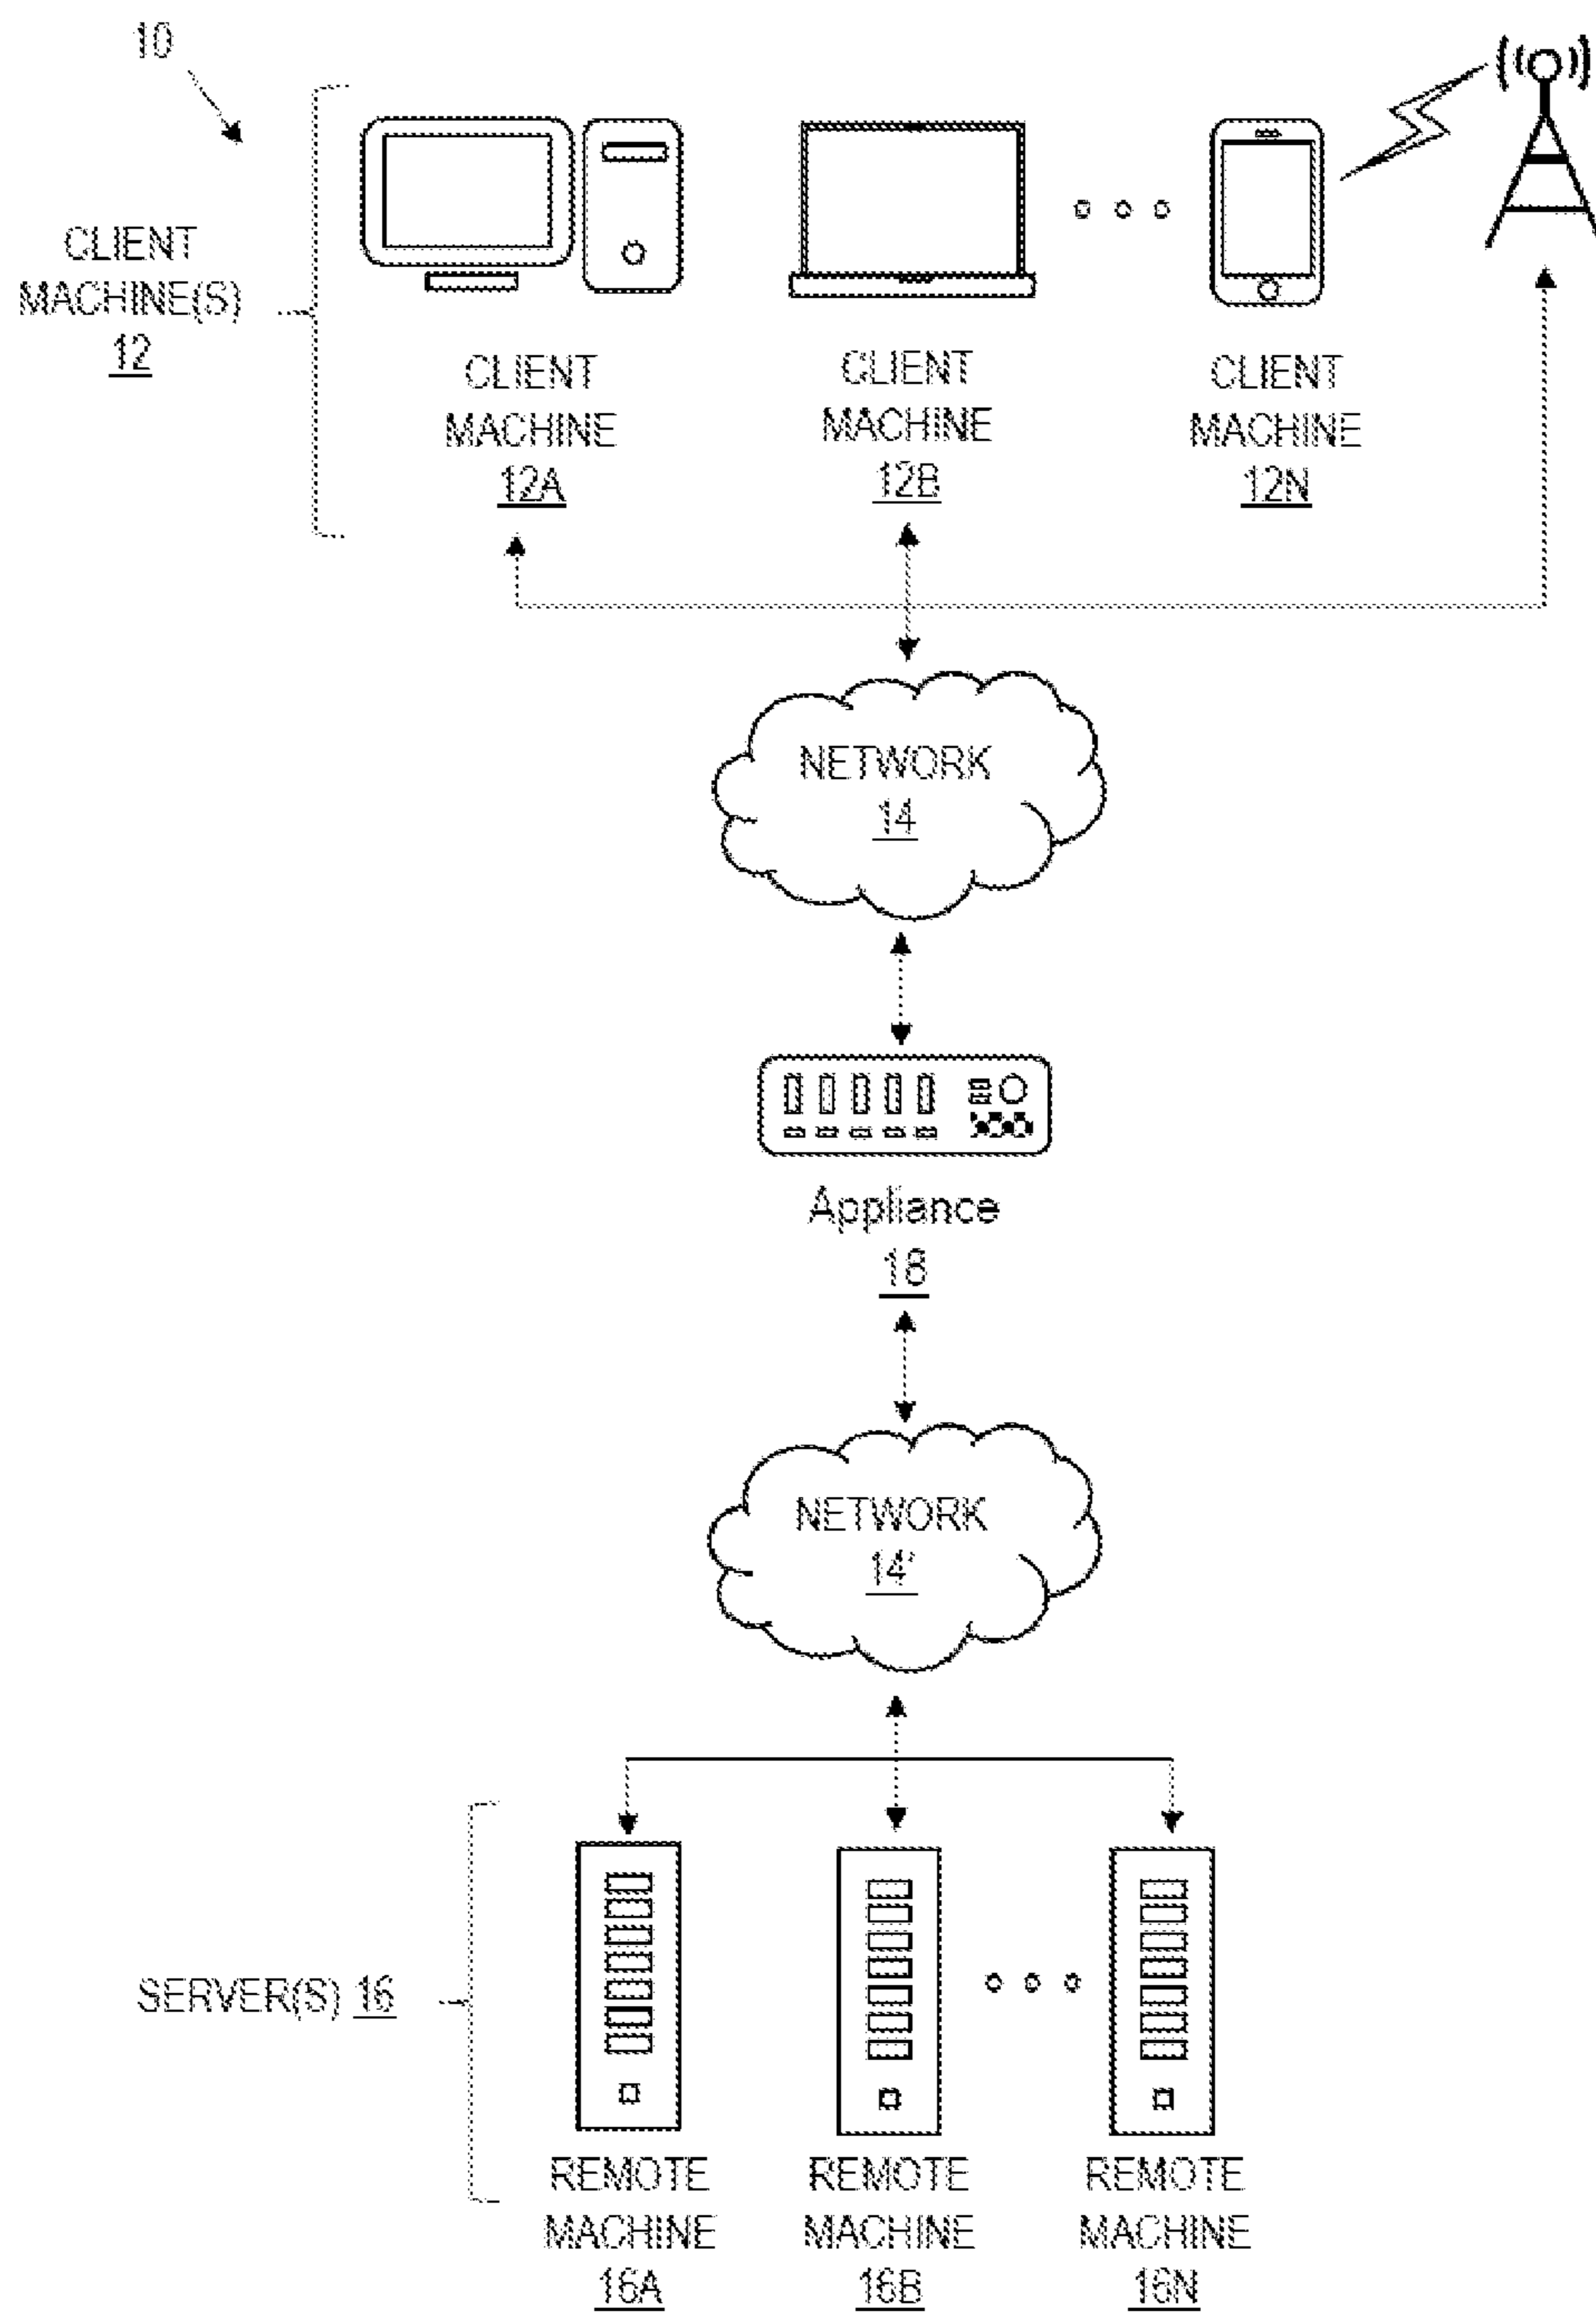 10
CLIENT
MACHINE(S)
12
CLIENT
MACHINE
12A
CLIENT
MACHINE
12B
CLIENT
MACHINE
12N
NETWORK
14
Appliance
18
NETWORK
14'
SERVER(S) 16
REMOTE
MACHINE
16A
REMOTE
MACHINE
16B
REMOTE
MACHINE
16N